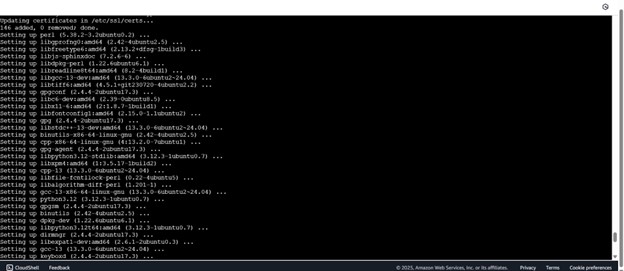 Updating certificates in /etc/ssl/certs...
146 added, 0 removed; done.
Setting up perl (5.38.2-3.2ubuntu0.2) ...
Setting up libgprofng0:amd64 (2.42-4ubuntu2.5) ...
Setting up libfreetype6:amd64 (2.13.2+dfsg-1build3) ...
Setting up libjs-sphinxdoc (7.2.6-6) ...
Setting up libdpkg-perl (1.22.6ubuntu6.1) ...
Setting up libreadline8t64:amd64 (8.2-4build1) ...
Setting up libgcc-13-dev:amd64 (13.3.0-6ubuntu2~24.04) ...
Setting up libtiff6:amd64 (4.5.1+git230720-4ubuntu2.2) ...
Setting up gpgconf (2.4.4-2ubuntu17.3) ...
Setting up libc6-dev:amd64 (2.39-0ubuntu8.5) ...
Setting up libx11-6:amd64 (2:1.8.7-1build1) ...
Setting up libfontconfig1:amd64 (2.15.0-1.1ubuntu2) ...
Setting up gpg (2.4.4-2ubuntu17.3) ...
Setting up libstdc++-13-dev:amd64 (13.3.0-6ubuntu2~24.04) ...
Setting up binutils-x86-64-linux-gnu (2.42-4ubuntu2.5) ...
Setting up cpp-x86-64-linux-gnu (4:13.2.0-7ubuntu1) ...
Setting up gpg-agent (2.4.4-2ubuntu17.3) ...
Setting up libpython3.12-stdlib:amd64 (3.12.3-1ubuntu0.7) ...
Setting up libxpm4:amd64 (1:3.5.17-1build2) ...
Setting up cpp-13 (13.3.0-6ubuntu2~24.04) ...
Setting up libfile-fcntllock-perl (0.22-4ubuntu5) ...
Setting up libalgorithm-diff-perl (1.201-1) ...
Setting up gcc-13-x86-64-linux-gnu (13.3.0-6ubuntu2~24.04) ...
Setting up python3.12 (3.12.3-1ubuntu0.7) ...
Setting up gpgsm (2.4.4-2ubuntu17.3) ...
Setting up binutils (2.42-4ubuntu2.5) ...
Setting up dpkg-dev (1.22.6ubuntu6.1) ...
Setting up libpython3.12t64:amd64 (3.12.3-1ubuntu0.7) ...
Setting up dirmngr (2.4.4-2ubuntu17.3) ...
Setting up libexpat1-dev:amd64 (2.6.1-2ubuntu0.3) ...
Setting up gcc-13 (13.3.0-6ubuntu2~24.04) ...
Setting up keyboxd (2.4.4-2ubuntu17.3) ...
CloudShell Feedback © 2025, Amazon Web Services, Inc. or its affiliates. Privacy Terms Cookie preferences